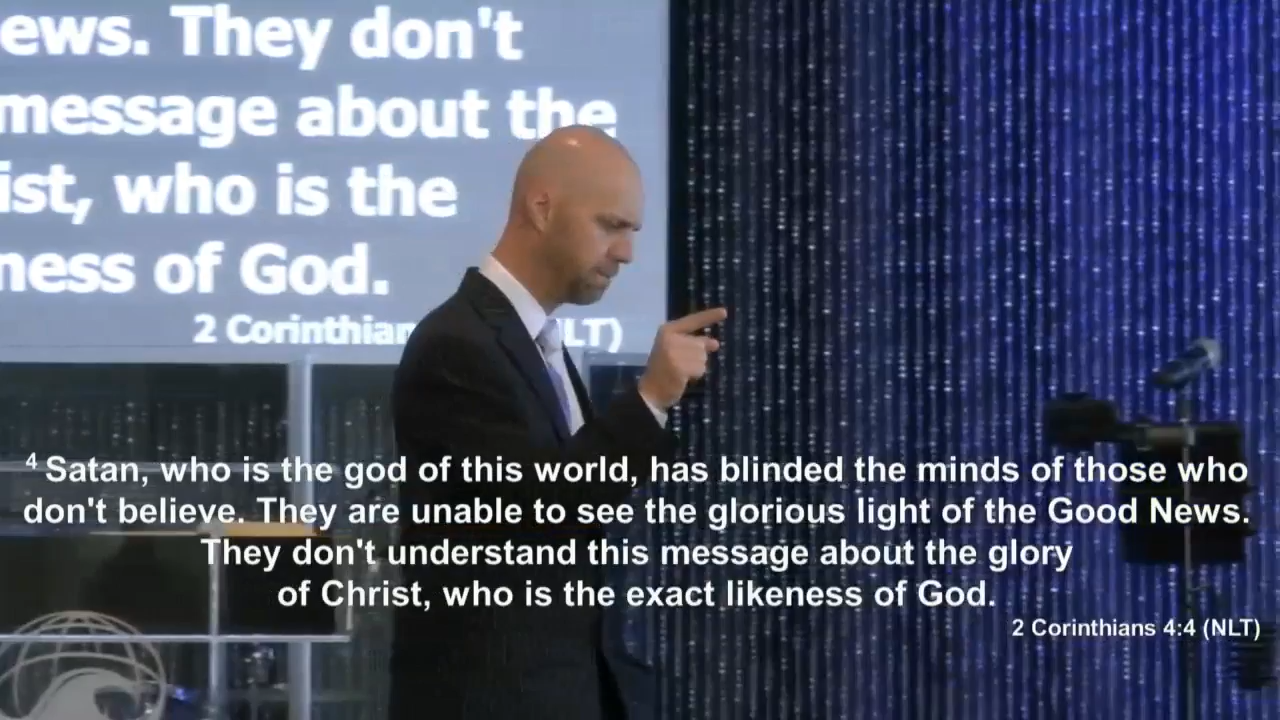 ews. They don't
message about the
ist, who is the
ness of God.
2 Corinthian
NLT)
4 Satan, who is the god of this world, has blinded the minds of those who
don't believe. They are unable to see the glorious light of the Good News.
They don't understand this message about the glory
of Christ, who is the exact likeness of God.
2 Corinthians 4:4 (NLT)